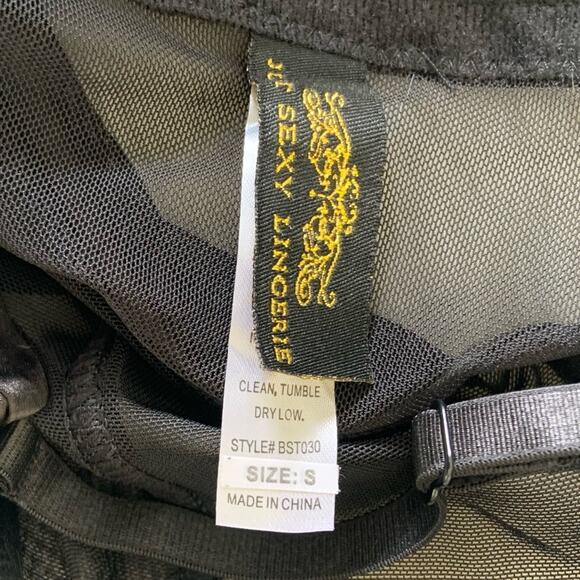 SEXY LINGERIE
CLEAN, TUMBLE
DRY LOW.
STYLE# BST030
SIZE: S
MADE IN CHINA